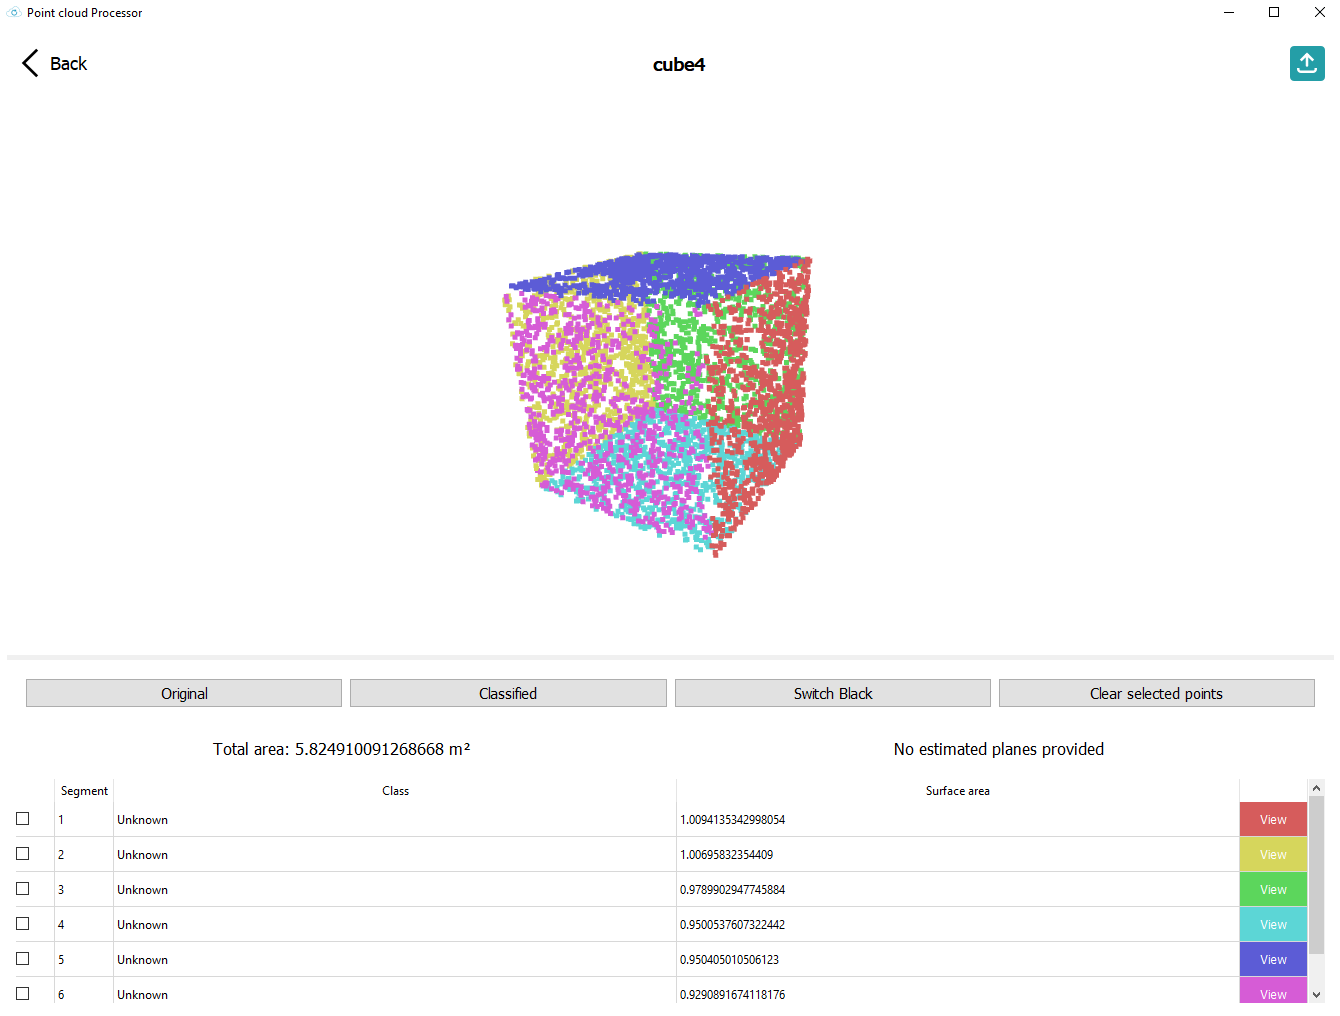 Point cloud Processor
Back
cube4
Original Classified Switch Black Clear selected points
Total area: 5.824910091268668 m² No estimated planes provided
Segment Class Surface area
1 Unknown 1.0094135342998054 View
2 Unknown 1.00695832354409 View
3 Unknown 0.9789902947745884 View
4 Unknown 0.9500537607322442 View
5 Unknown 0.950405010506123 View
6 Unknown 0.9290891674118176 View